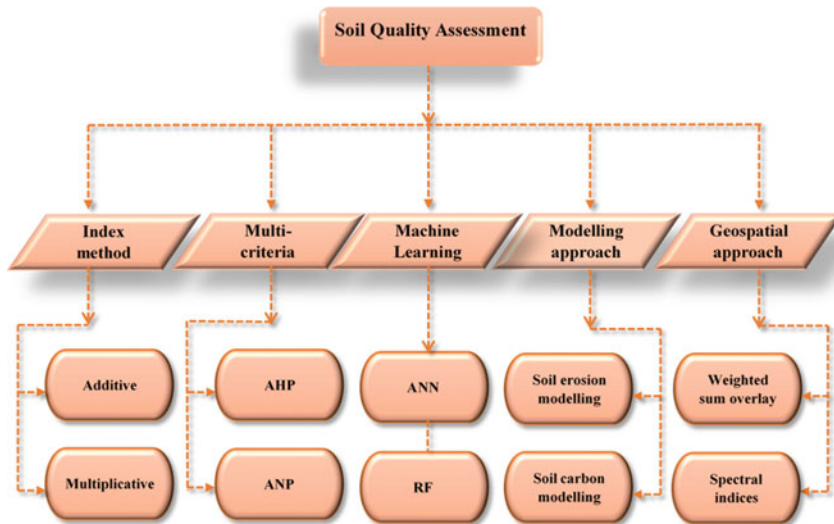 Soil Quality Assessment
Index
method
Multi-
criteria
Machine
Learning
Modelling
approach
Geospatial
approach
Additive
AHP
ANN
Soil erosion
modelling
Weighted
sum overlay
Multiplicative
ANP
RF
Soil carbon
modelling
Spectral
indices